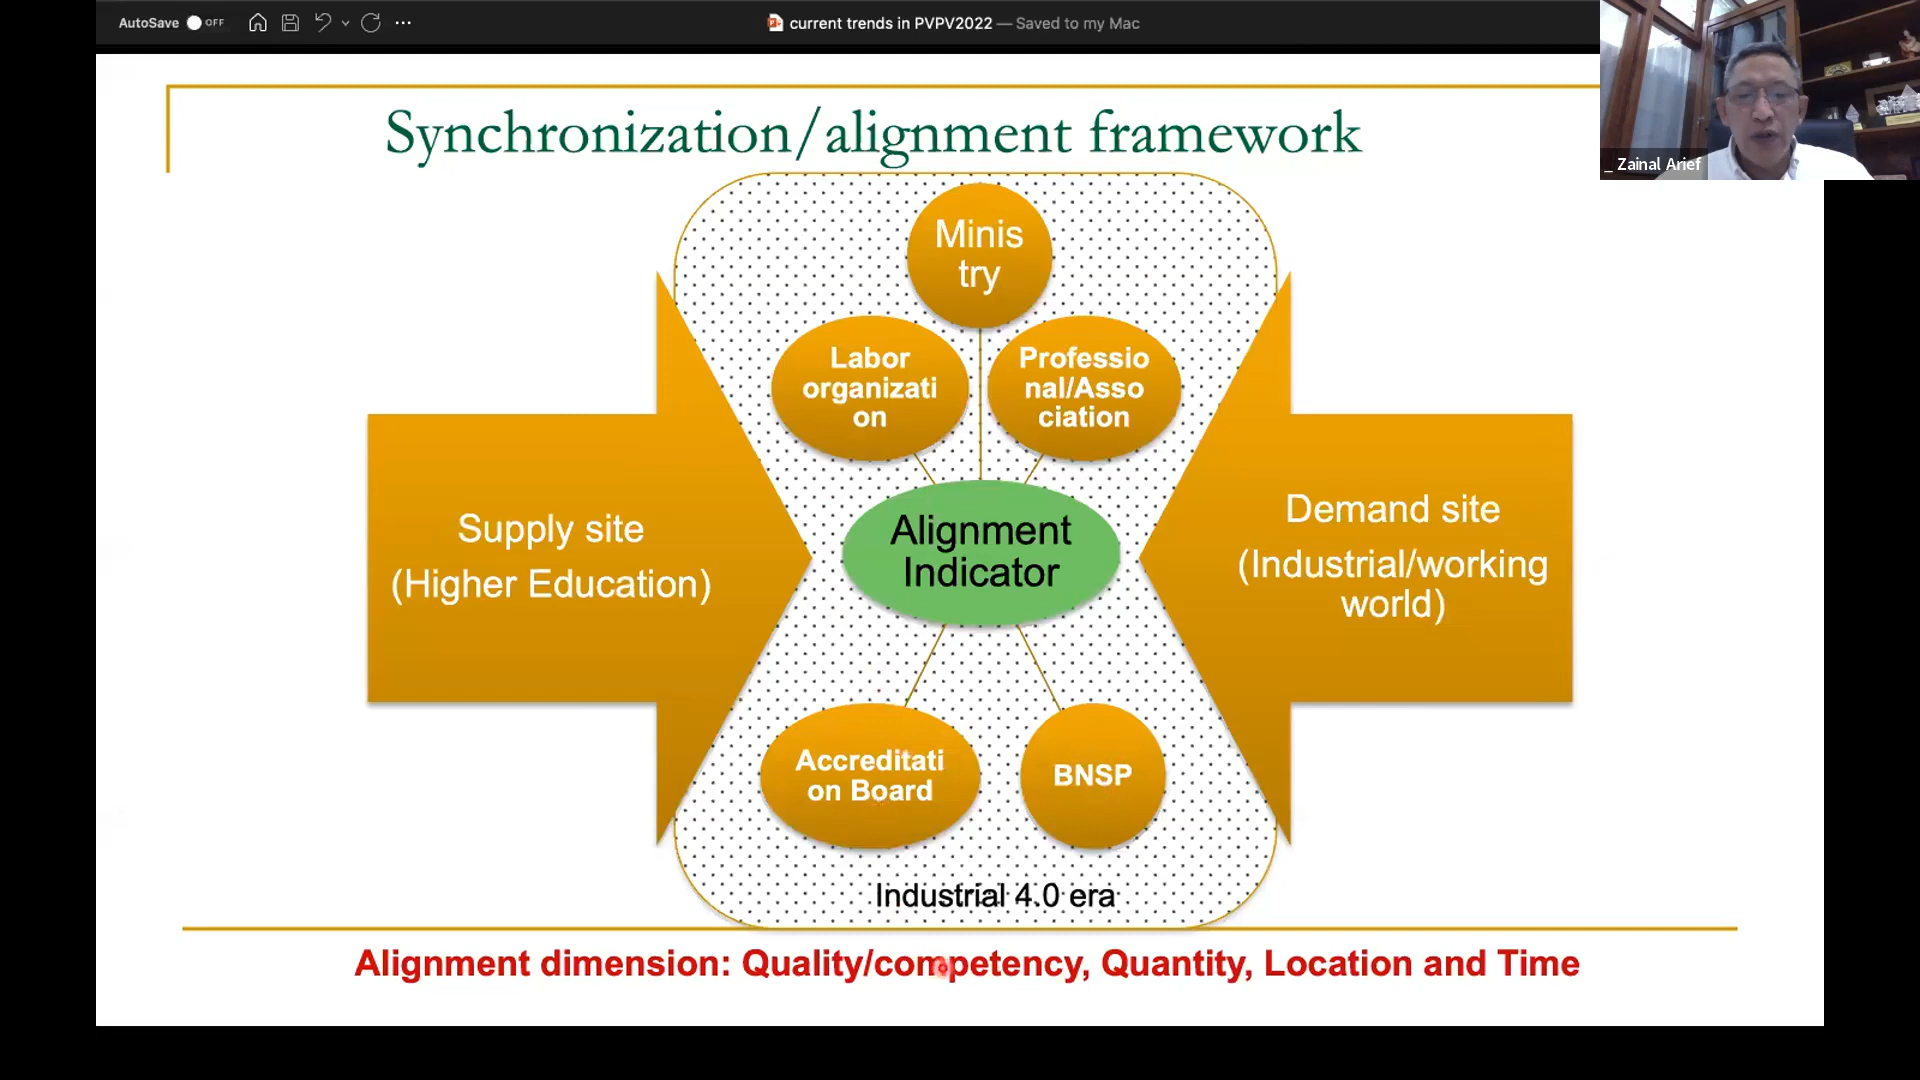 AutoSave OFF
current trends in PVPV2022 — Saved to my Mac
_ Zainal Arief
Synchronization/alignment framework
Minis
try
Labor
organizati
on
Professio
nal/Asso
ciation
Supply site
(Higher Education)
Alignment
Indicator
Demand site
(Industrial/working
world)
Accreditati
on Board
BNSP
Industrial 4.0 era
Alignment dimension: Quality/competency, Quantity, Location and Time